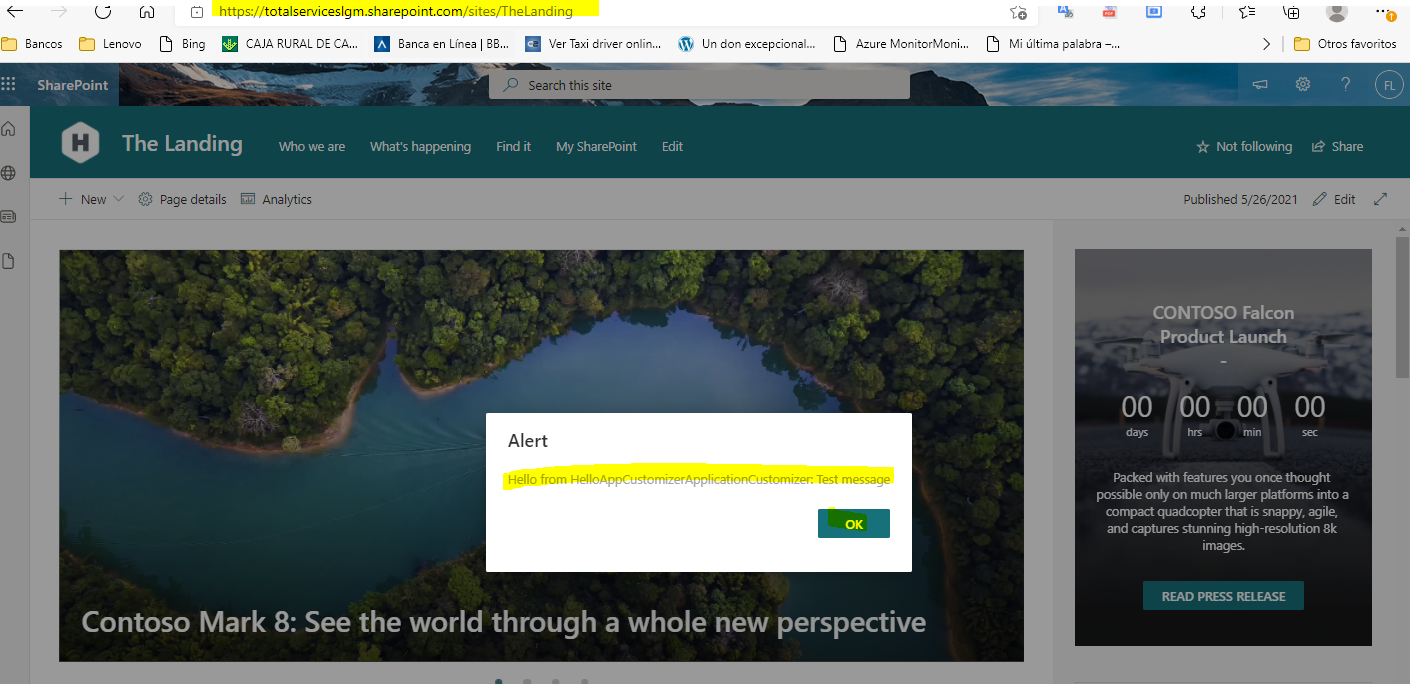 https://totalserviceslgm.sharepoint.com/sites/TheLanding
Bancos Lenovo Bing CAJA RURAL DE CA... Banca en Línea | BB... Ver Taxi driver onlin... Un don excepcional... Azure MonitorMoni... Mi última palabra –... Otros favoritos
SharePoint Search this site FL
H The Landing Who we are What's happening Find it My SharePoint Edit Not following Share
New Page details Analytics Published 5/26/2021 Edit
CONTOSO Falcon
Product Launch
-
00 00 00 00
days hrs min sec
Packed with features you once thought
possible only on much larger platforms into a
compact quadcopter that is snappy, agile,
and captures stunning high-resolution 8k
images.
READ PRESS RELEASE
Alert
Hello from HelloAppCustomizerApplicationCustomizer: Test message
OK
Contoso Mark 8: See the world through a whole new perspective